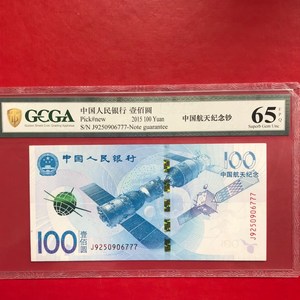 GCGA
中国人民银行 壹佰圆
Pick#new 2015 100 Yuan
S/N J9250906777-Note guarantee
中国航天纪念钞
65 EPQ
Superb Gem Unc
中国人民银行
100
中国航天纪念钞
J9250906777
100 壹佰圆
J9250906777